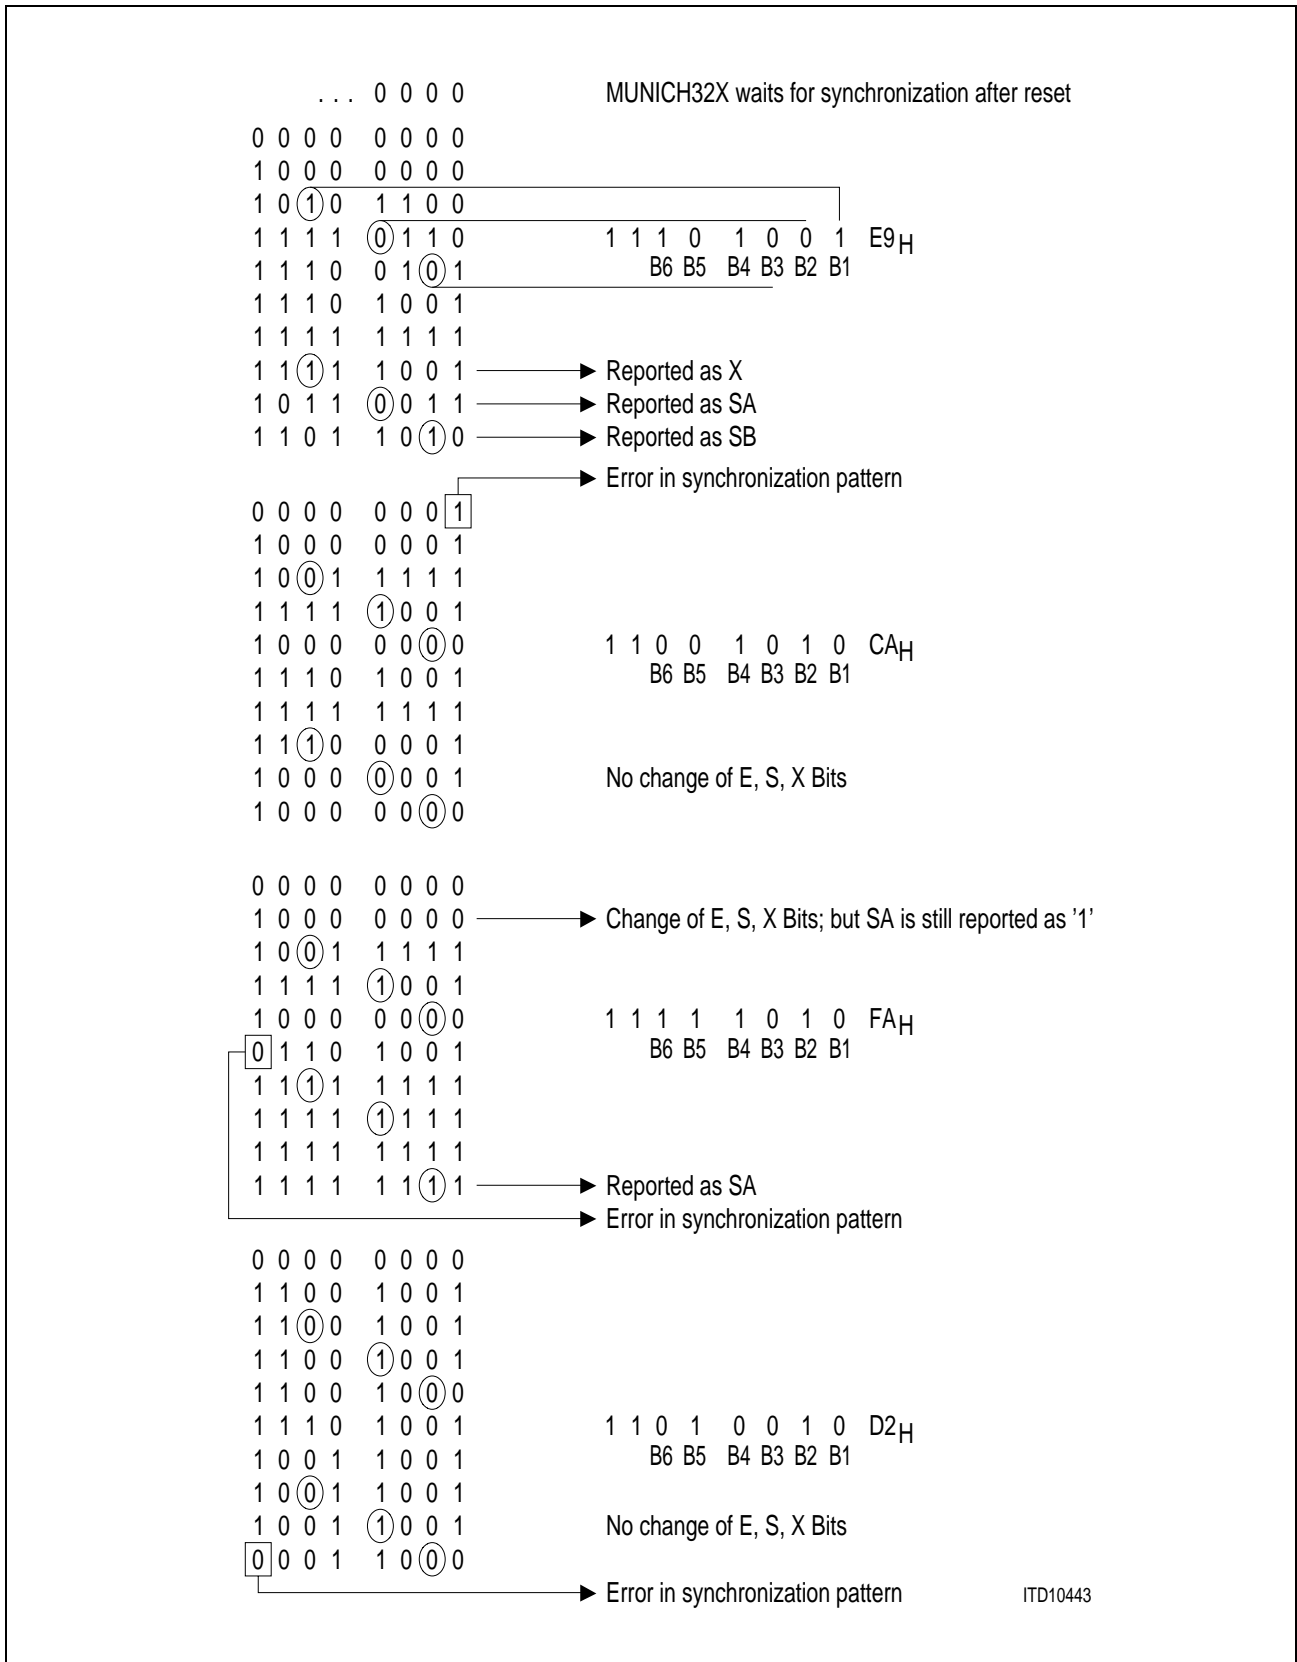 . . . 0 0 0 0 MUNICH32X waits for synchronization after reset
0 0 0 0 0 0 0 0
1 0 0 0 0 0 0 0
1 0 1 0 1 1 0 0
1 1 1 1 0 1 1 0 1 1 1 0 1 0 0 1 E9H
1 1 1 0 0 1 0 1 B6 B5 B4 B3 B2 B1
1 1 1 0 1 0 0 1
1 1 1 1 1 1 1 1
1 1 1 1 1 0 0 1 Reported as X
1 0 1 1 0 0 1 1 Reported as SA
1 1 0 1 1 0 1 0 Reported as SB
Error in synchronization pattern
0 0 0 0 0 0 0 1
1 0 0 0 0 0 0 1
1 0 0 1 1 1 1 1
1 1 1 1 1 0 0 1
1 0 0 0 0 0 0 0 1 1 0 0 1 0 1 0 CAH
1 1 1 0 1 0 0 1 B6 B5 B4 B3 B2 B1
1 1 1 1 1 1 1 1
1 1 1 0 0 0 0 1
1 0 0 0 0 0 0 1 No change of E, S, X Bits
1 0 0 0 0 0 0 0
0 0 0 0 0 0 0 0
1 0 0 0 0 0 0 0 Change of E, S, X Bits; but SA is still reported as '1'
1 0 0 1 1 1 1 1
1 1 1 1 1 0 0 1
1 0 0 0 0 0 0 0 1 1 1 1 1 0 1 0 FAH
0 1 1 0 1 0 0 1 B6 B5 B4 B3 B2 B1
1 1 1 1 1 1 1 1
1 1 1 1 1 1 1 1
1 1 1 1 1 1 1 1
1 1 1 1 1 1 1 1 Reported as SA
Error in synchronization pattern
0 0 0 0 0 0 0 0
1 1 0 0 1 0 0 1
1 1 0 0 1 0 0 1
1 1 0 0 1 0 0 1
1 1 0 0 1 0 0 0
1 1 1 0 1 0 0 1 1 1 0 1 0 0 1 0 D2H
1 0 0 1 1 0 0 1 B6 B5 B4 B3 B2 B1
1 0 0 1 1 0 0 1
1 0 0 1 1 0 0 1 No change of E, S, X Bits
0 0 0 1 1 0 0 0
Error in synchronization pattern ITD10443